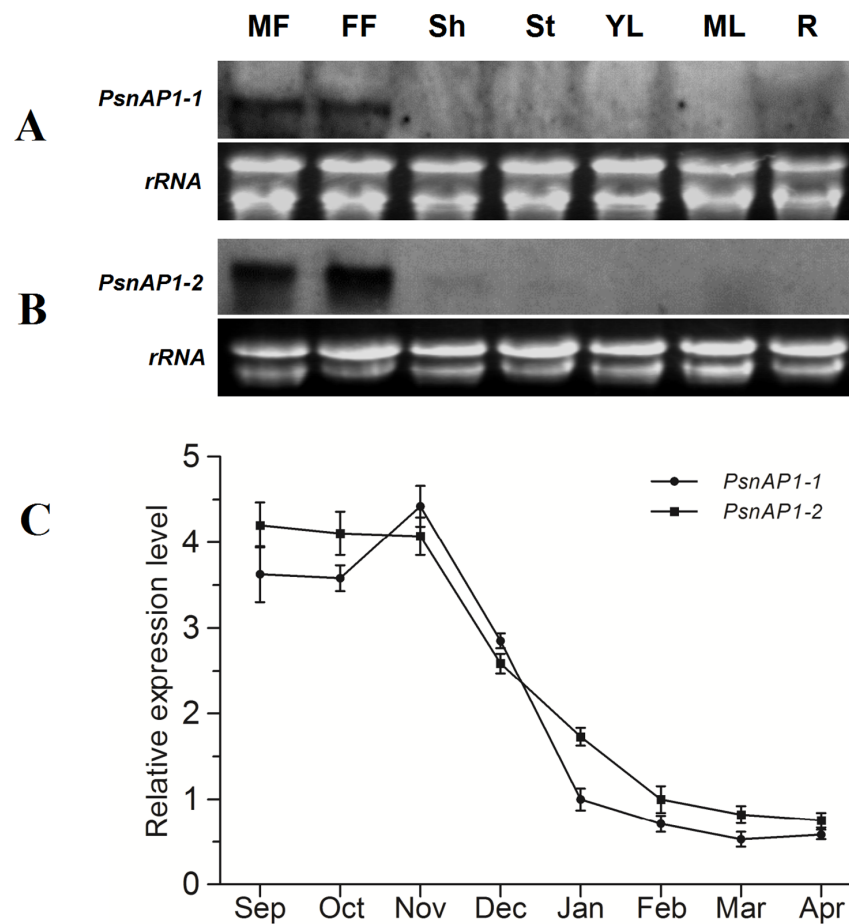 MF FF Sh St YL ML R
A
PsnAP1-1
rRNA
B
PsnAP1-2
rRNA
C
Relative expression level
5
4
3
2
1
0
PsnAP1-1
PsnAP1-2
Sep Oct Nov Dec Jan Feb Mar Apr